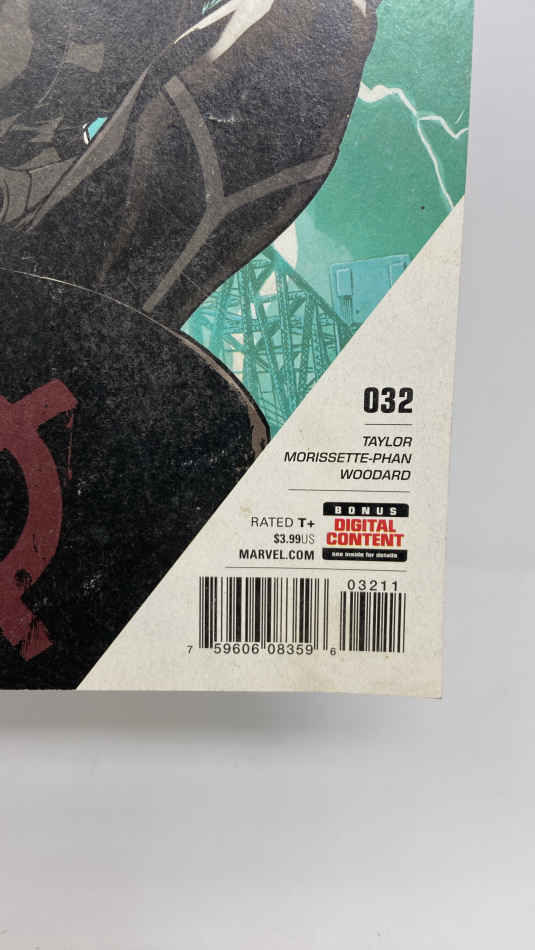 032
TAYLOR
MORISSETTE-PHAN
WOODARD
RATED T+
$3.99US
MARVEL.COM
BONUS
DIGITAL
CONTENT
see inside for details
03211
7 59606 08359 6